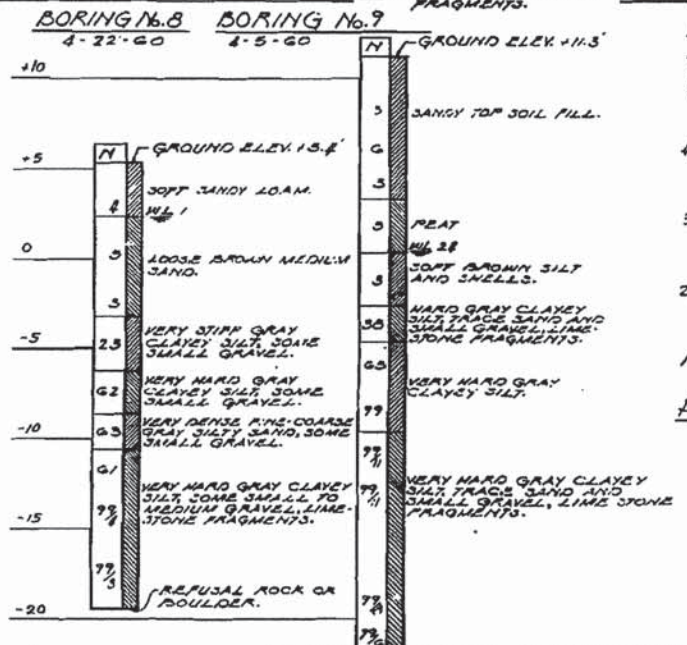 FRAGMENTS.
BORING No.8
4-22-60
BORING No.9
4-5-60
N
GROUND ELEV. +11.3'
+10
SANDY TOP SOIL FILL.
5
6
3
5
PEAT
SOFT BROWN SILT
AND SHELLS.
3
38
HARD GRAY CLAYEY
SILT, TRACE SAND AND
SMALL GRAVEL, LIME-
STONE FRAGMENTS.
65
79
VERY HARD GRAY
CLAYEY SILT.
VERY HARD GRAY CLAYEY
SILT, TRACE SAND AND
SMALL GRAVEL, LIME STONE
FRAGMENTS.
+5
0
-5
-10
-15
-20
N
GROUND ELEV. +5.4'
SOFT SANDY LOAM.
4
WL 1
5
LOOSE BROWN MEDIUM
SAND.
3
23
VERY STIFF GRAY
CLAYEY SILT, SOME
SMALL GRAVEL.
62
VERY HARD GRAY
CLAYEY SILT, SOME
SMALL GRAVEL.
63
VERY DENSE FINE-COARSE
GRAY SILTY SAND, SOME
SMALL GRAVEL.
61
VERY HARD GRAY CLAYEY
SILT, SOME SMALL TO
MEDIUM GRAVEL, LIME-
STONE FRAGMENTS.
REFUSAL ROCK OR
BOULDER.